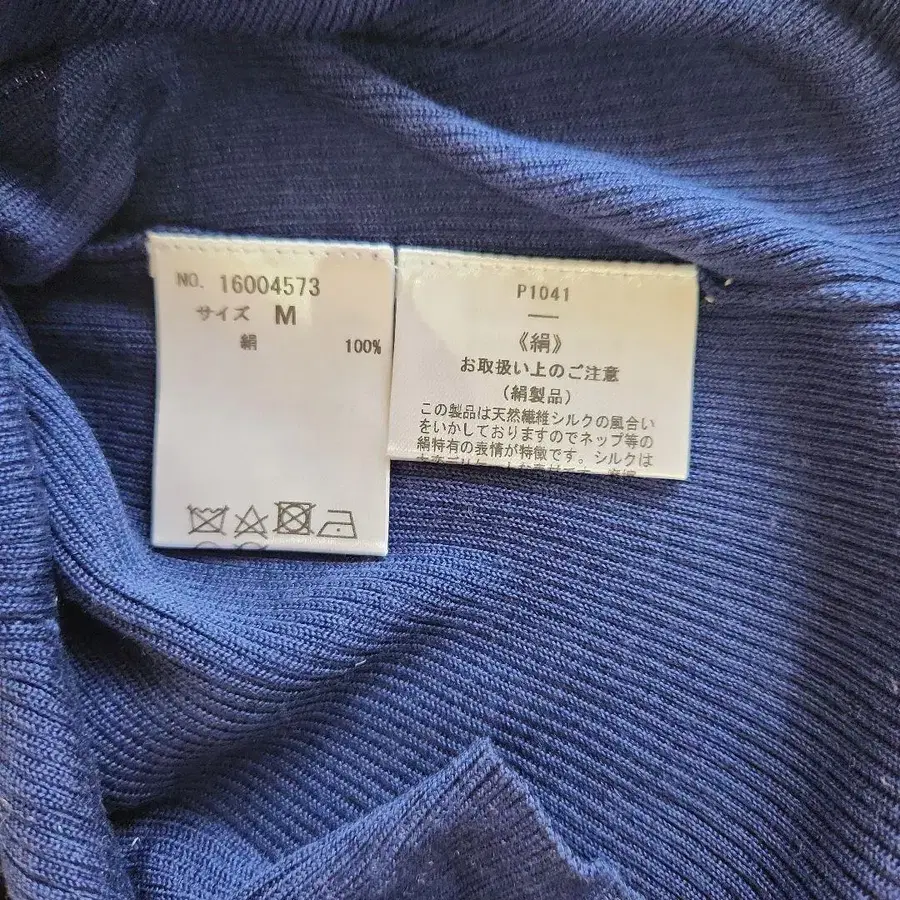 NO. 16004573
サイズ M
絹 100%
P1041
《絹》
お取扱い上のご注意
(絹製品)
この製品は天然繊維シルクの風合い
をいかしておりますのでネップ等の
絹特有の表情が特徴です。シルクは